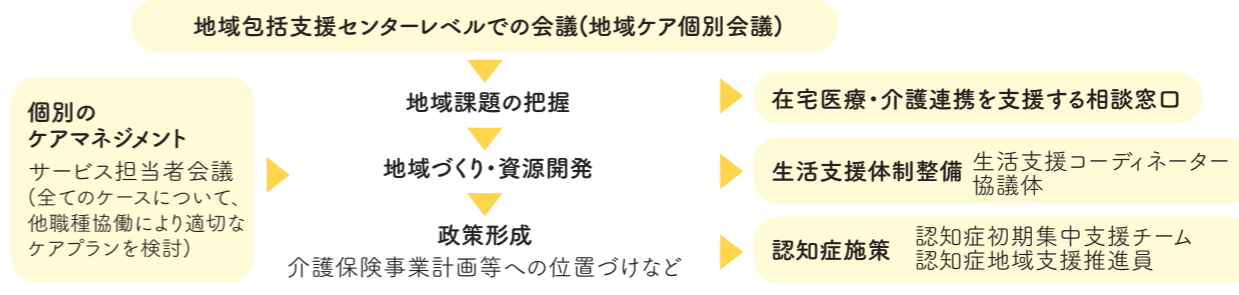 地域包括支援センターレベルでの会議(地域ケア個別会議)
個別の
ケアマネジメント
サービス担当者会議
(全てのケースについて、
他職種協働により適切な
ケアプランを検討)
地域課題の把握
地域づくり・資源開発
政策形成
介護保険事業計画等への位置づけなど
在宅医療・介護連携を支援する相談窓口
生活支援体制整備 生活支援コーディネーター
協議体
認知症施策 認知症初期集中支援チーム
認知症地域支援推進員